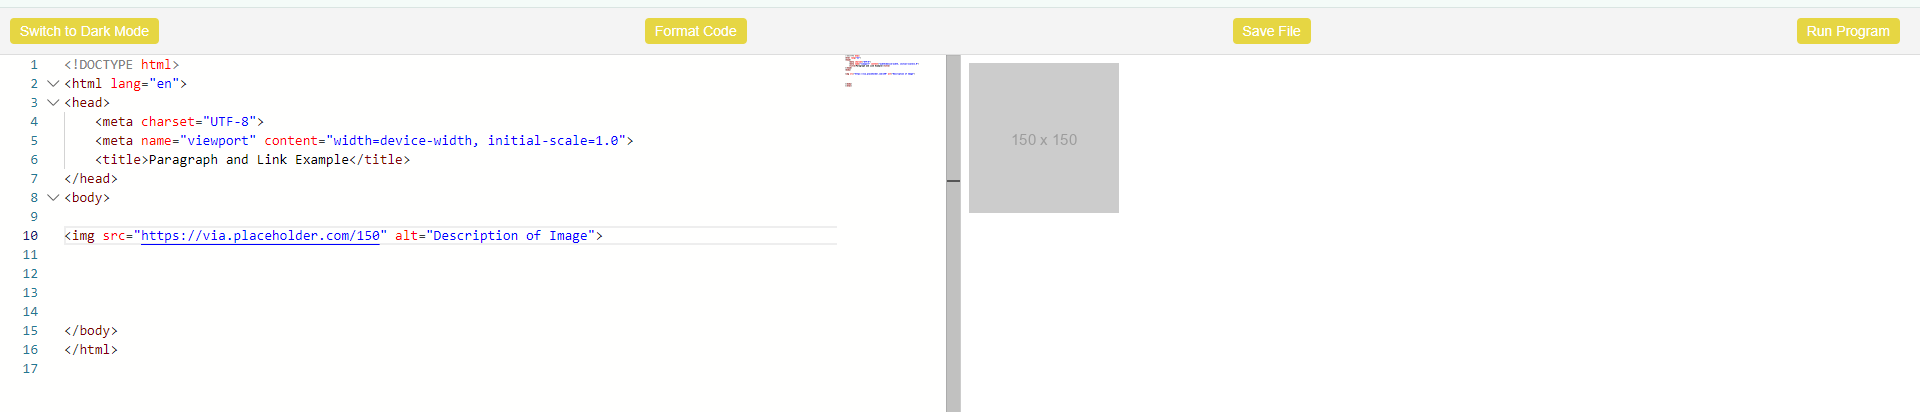 Switch to Dark Mode
Format Code
Save File
Run Program
1 <!DOCTYPE html>
2 <html lang="en">
3 <head>
4 <meta charset="UTF-8">
5 <meta name="viewport" content="width=device-width, initial-scale=1.0">
6 <title>Paragraph and Link Example</title>
7 </head>
8 <body>
9
10 <img src="https://via.placeholder.com/150" alt="Description of Image">
11
12
13
14
15 </body>
16 </html>
17
150 x 150